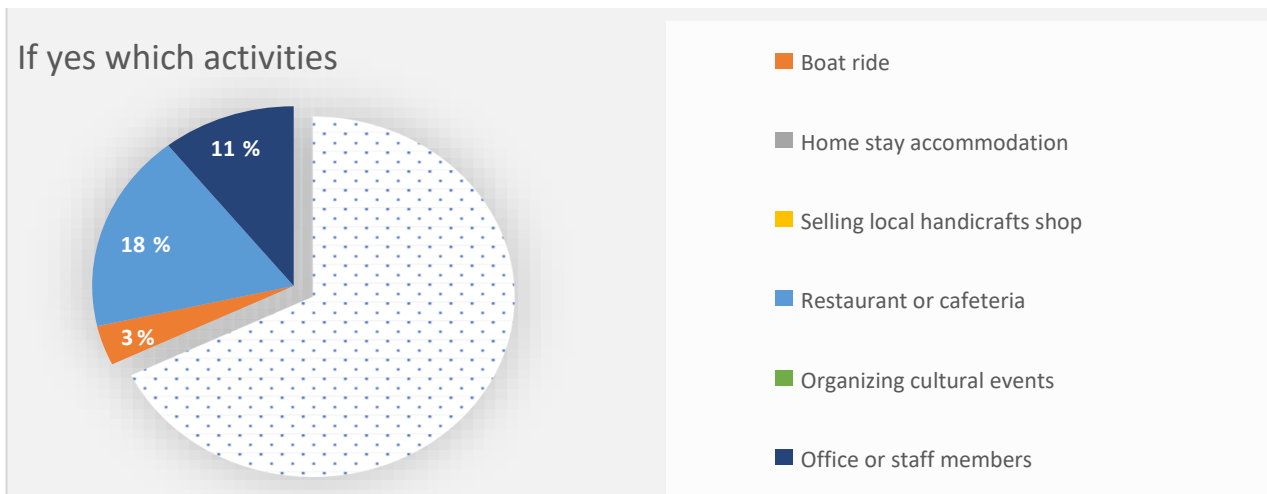 If yes which activities
11 %
18 %
3 %
Boat ride
Home stay accommodation
Selling local handicrafts shop
Restaurant or cafeteria
Organizing cultural events
Office or staff members